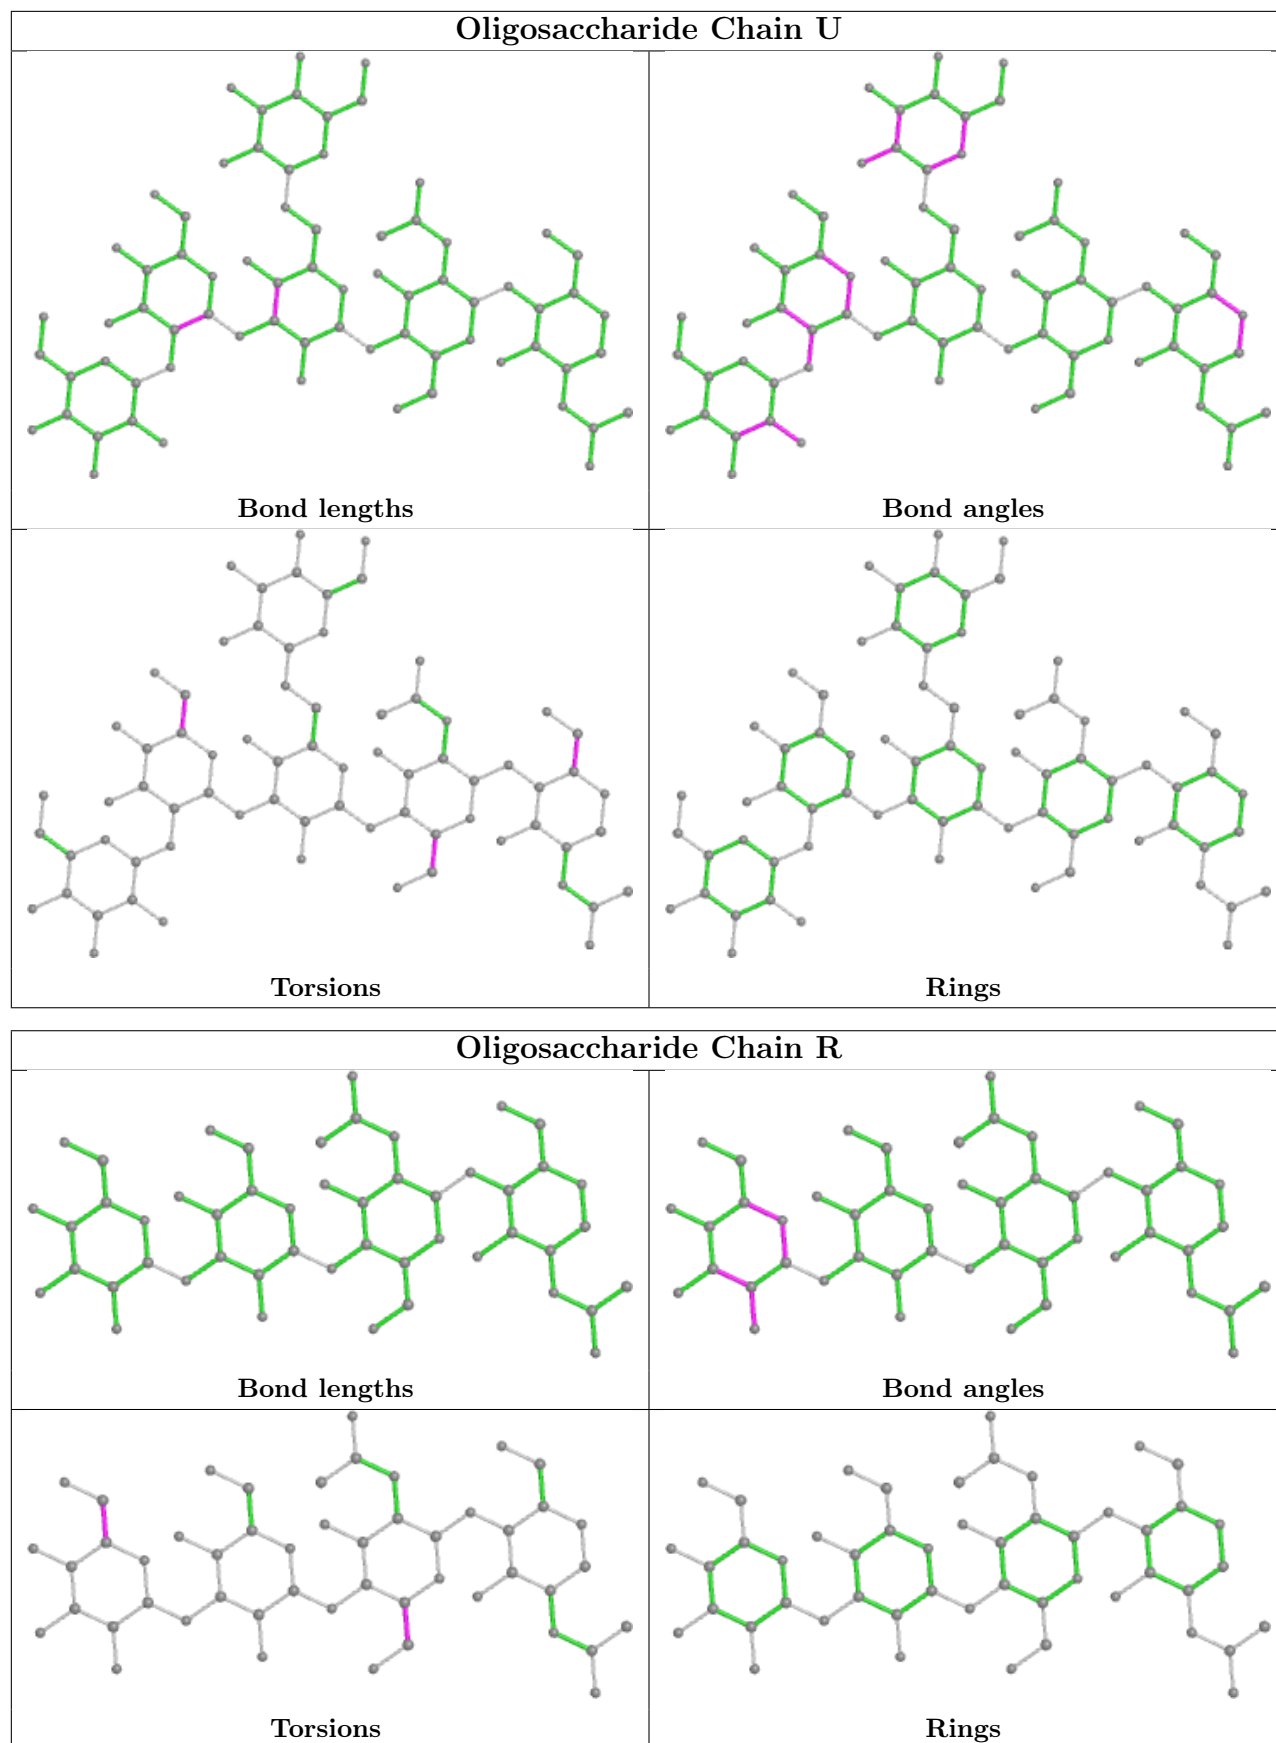 Oligosaccharide Chain U
Bond lengths
Bond angles
Torsions
Rings
Oligosaccharide Chain R
Bond lengths
Bond angles
Torsions
Rings